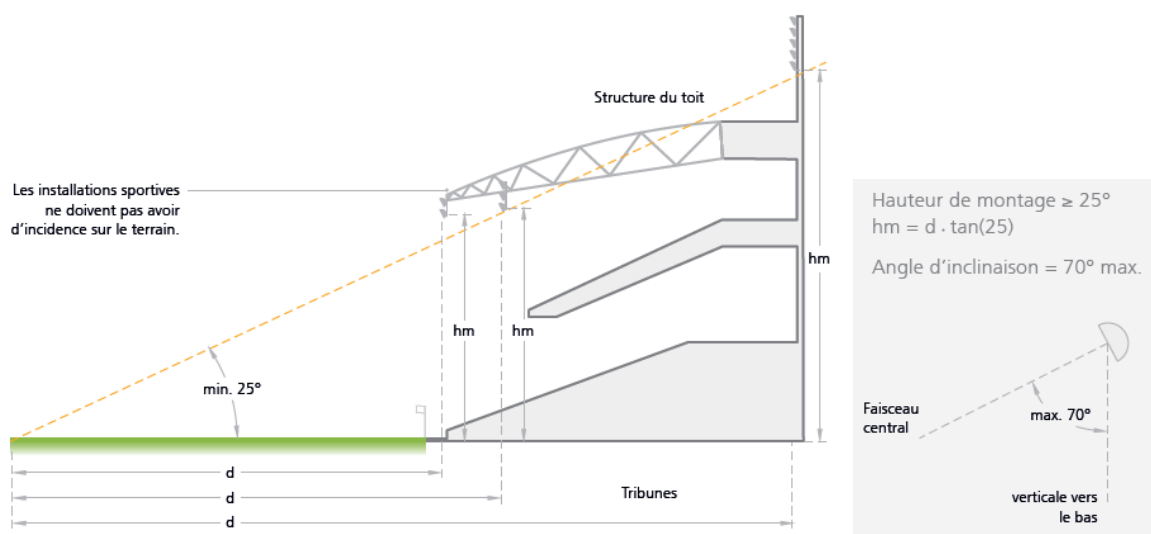 Structure du toit
Les installations sportives
ne doivent pas avoir
d'incidence sur le terrain.
hm
hm
hm
min. 25°
d
d
d
Tribunes
Hauteur de montage ≥ 25°
hm = d · tan(25)
Angle d'inclinaison = 70° max.
Faisceau
central
max. 70°
verticale vers
le bas